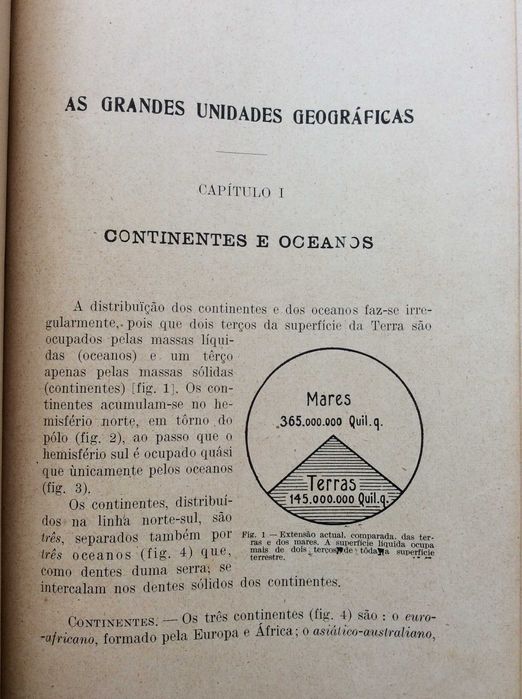 AS GRANDES UNIDADES GEOGRÁFICAS
CAPÍTULO I
CONTINENTES E OCEANOS
A distribuïção dos continentes e dos oceanos faz-se irre-
gularmente, pois que dois terços da superfície da Terra são
ocupados pelas massas líqui-
das (oceanos) e um têrço
apenas pelas massas sólidas
(continentes) [fig. 1]. Os con-
tinentes acumulam-se no he-
misfério norte, em tôrno do
pólo (fig. 2), ao passo que o
hemisfério sul é ocupado quási
que ùnicamente pelos oceanos
(fig. 3).
Os continentes, distribuí-
dos na linha norte-sul, são
três, separados também por
três oceanos (fig. 4) que,
como dentes duma serra, se
intercalam nos dentes sólidos dos continentes.
Mares
365.000.000 Quil.q.
Terras
145.000.000 Quil.q.
Fig. 1 — Extensão actual, comparada, das ter-
ras e dos mares. A superfície líquida ocupa
mais de dois terços de tôda a superfície
terrestre.
CONTINENTES. — Os três continentes (fig. 4) são: o euro-
-africano, formado pela Europa e África; o asiático-australiano,